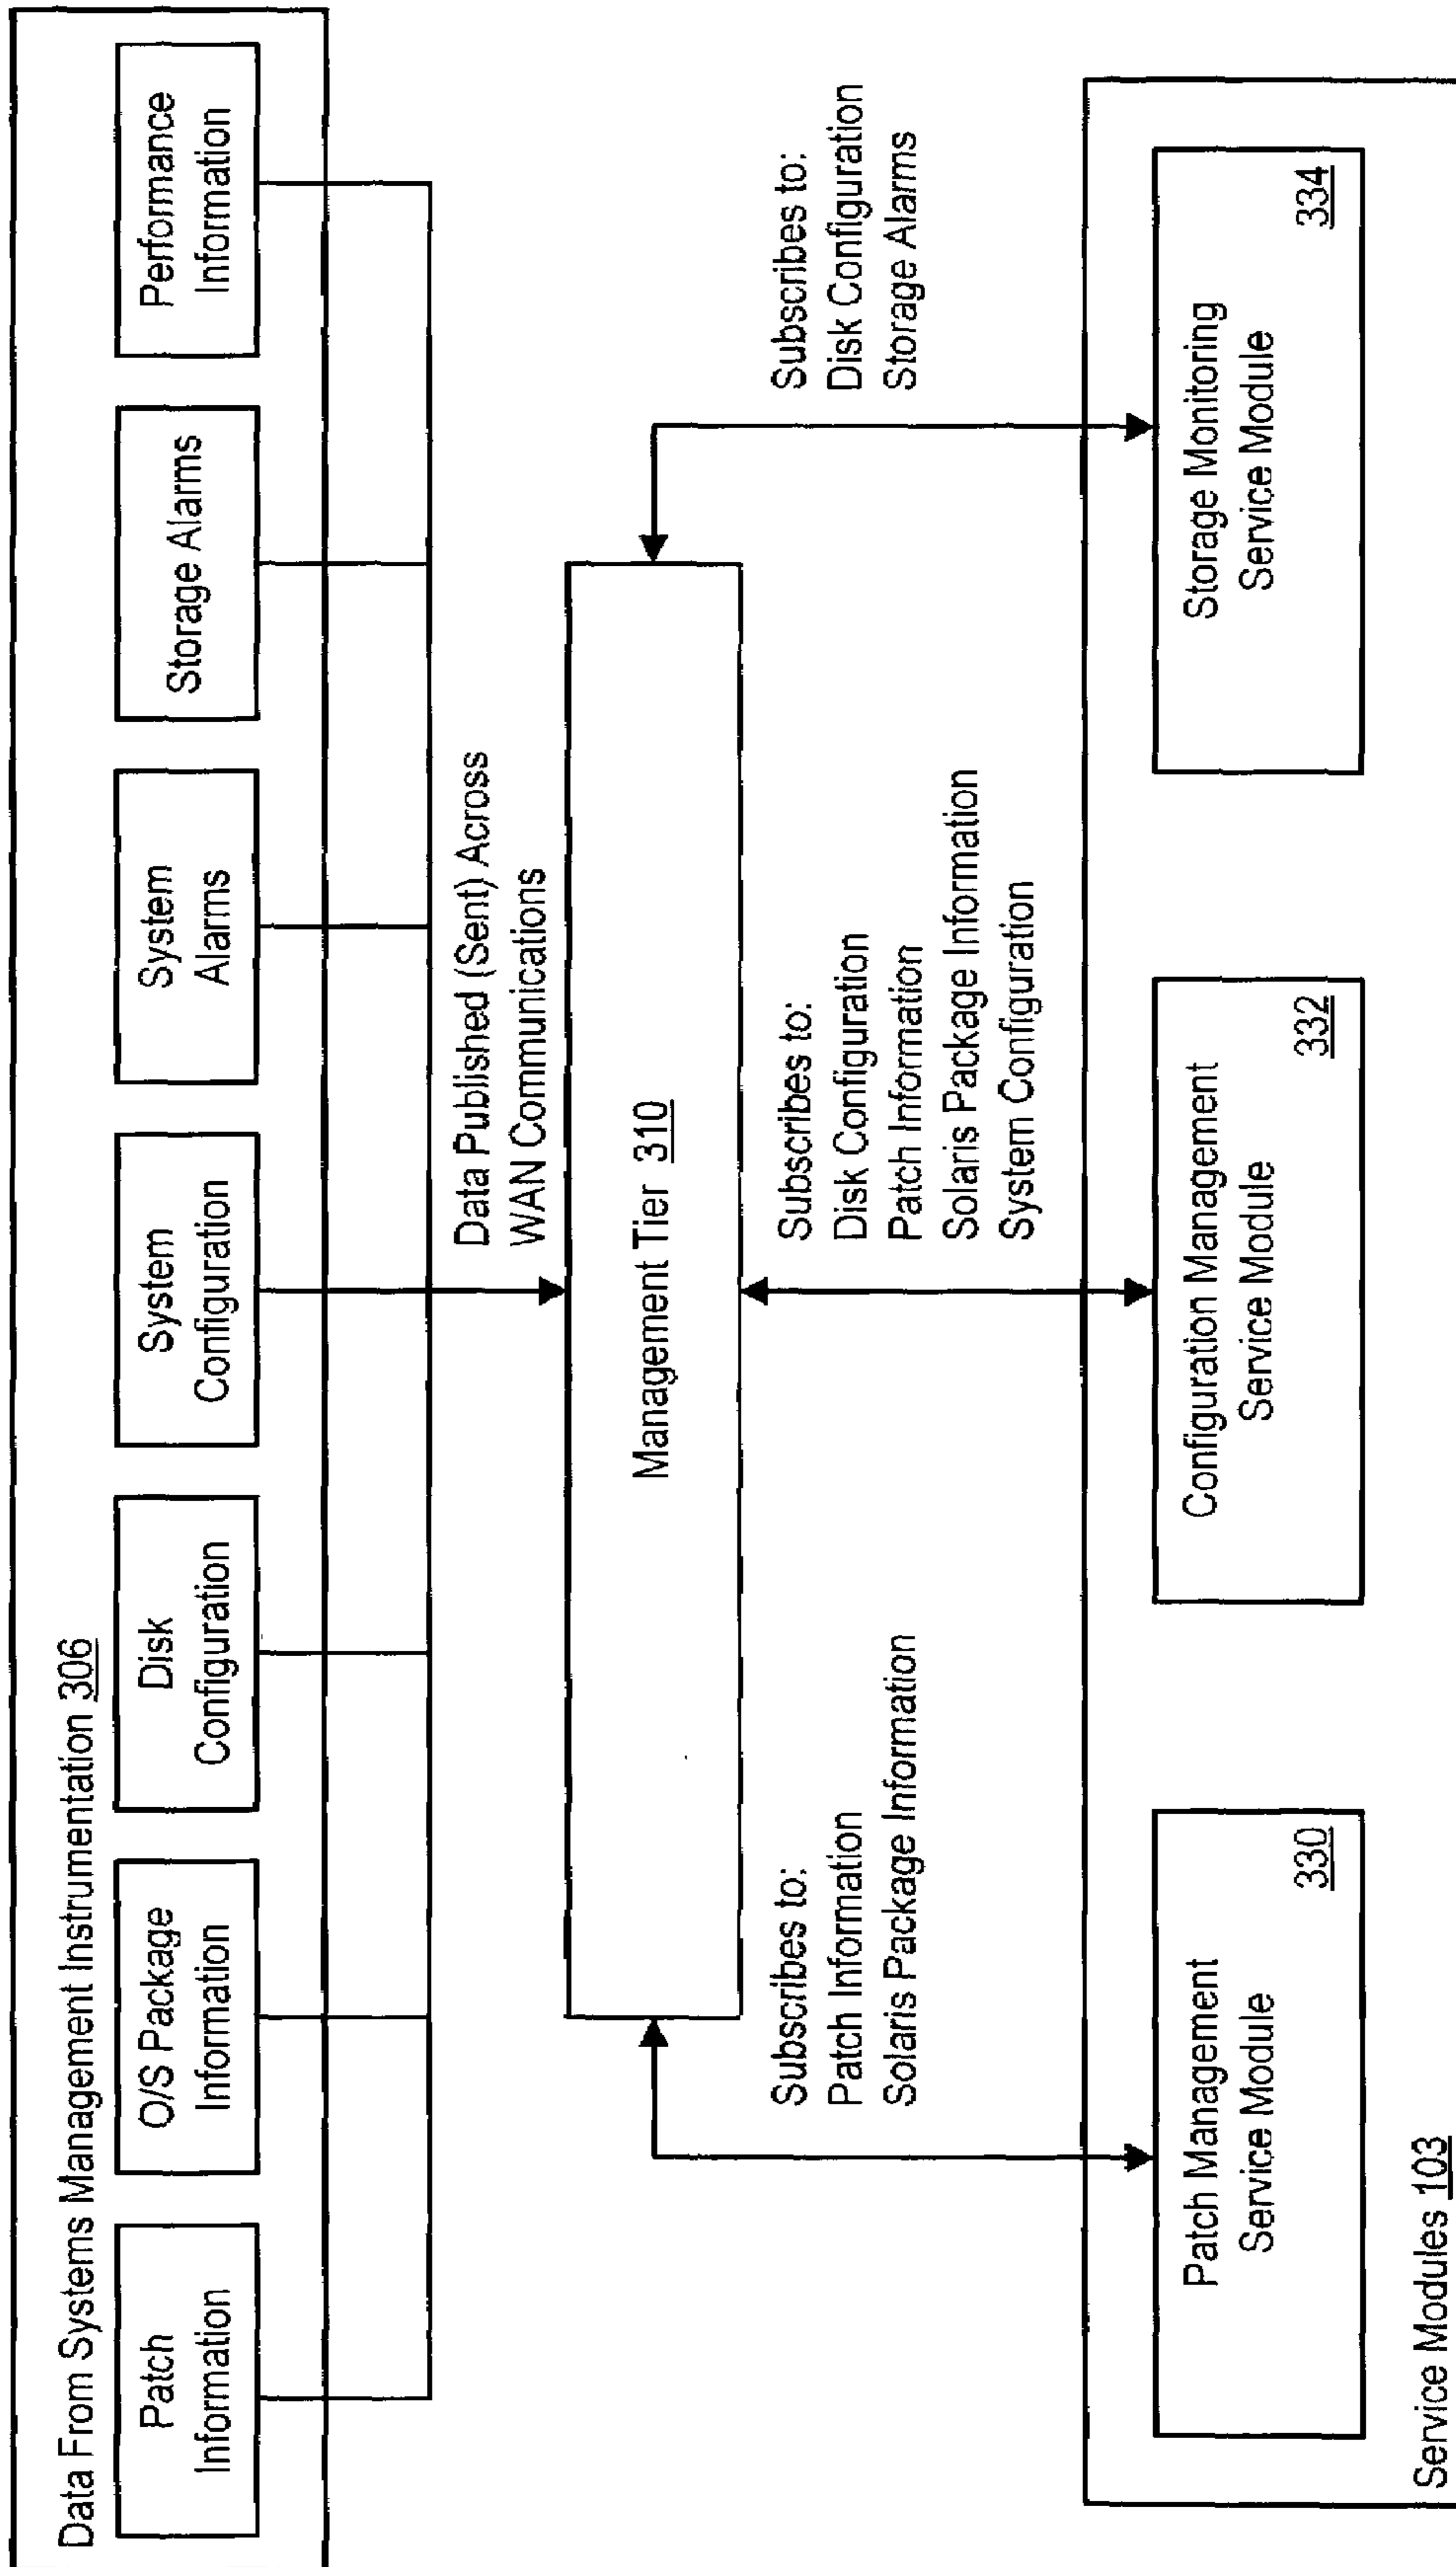 Data From Systems Management Instrumentation 306
Patch
Information
O/S Package
Information
Disk
Configuration
System
Configuration
System
Alarms
Storage Alarms
Performance
Information
Data Published (Sent) Across
WAN Communications
Management Tier 310
Subscribes to:
Patch Information
Solaris Package Information
Subscribes to:
Disk Configuration
Patch Information
Solaris Package Information
System Configuration
Subscribes to:
Disk Configuration
Storage Alarms
Patch Management
Service Module
330
Configuration Management
Service Module
332
Storage Monitoring
Service Module
334
Service Modules 103